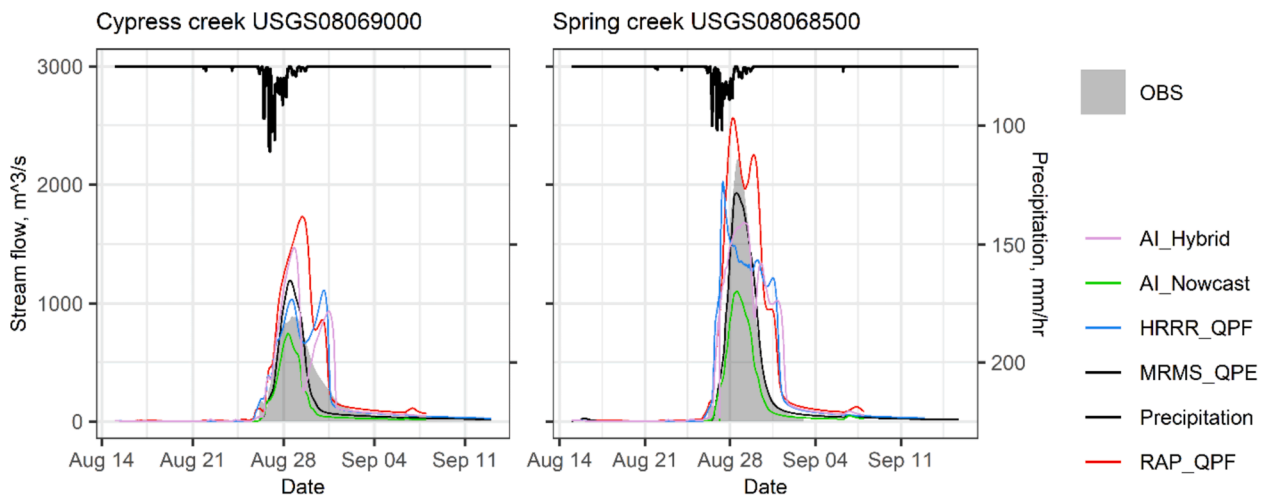 Cypress creek USGS08069000
Spring creek USGS08068500
3000
2000
1000
0
Stream flow, m^3/s
100
150
200
Precipitation, mm/hr
Aug 14 Aug 21 Aug 28 Sep 04 Sep 11
Aug 14 Aug 21 Aug 28 Sep 04 Sep 11
Date
Date
OBS
AI_Hybrid
AI_Nowcast
HRRR_QPF
MRMS_QPE
Precipitation
RAP_QPF